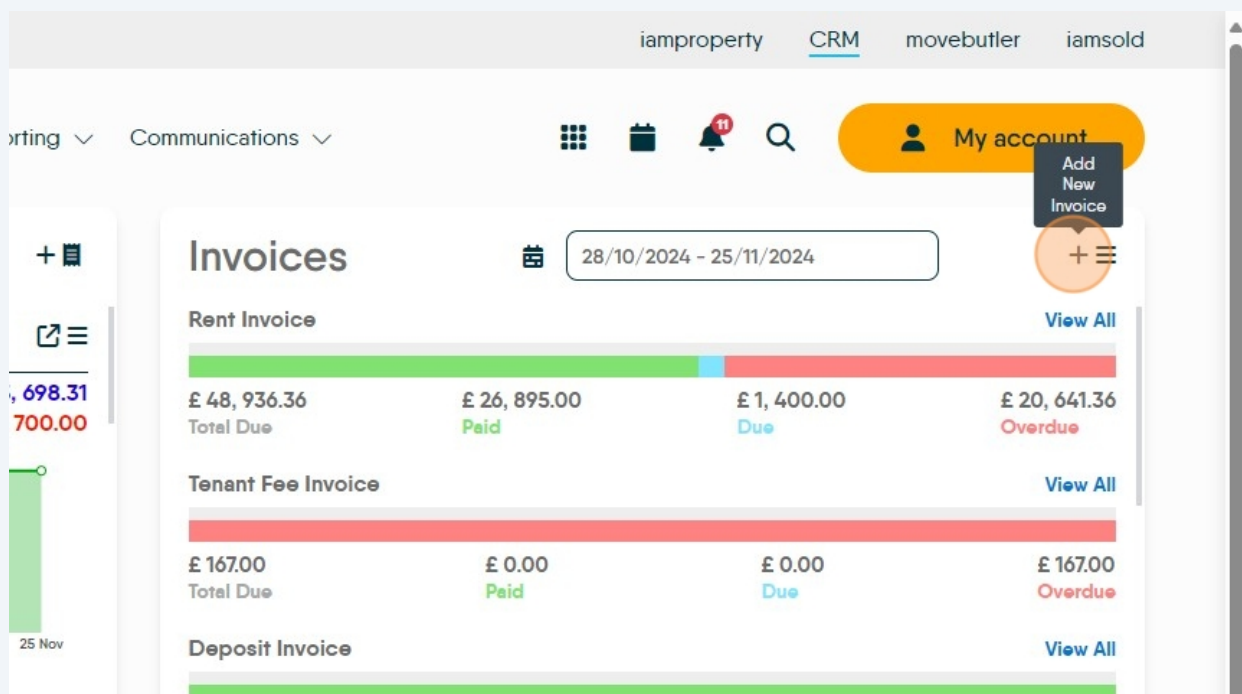 iamproperty CRM movebutler iamsold
orting Communications
11
My account
Add
New
Invoice
Invoices
28/10/2024 - 25/11/2024
Rent Invoice View All
, 698.31
700.00
£ 48, 936.36 £ 26, 895.00 £ 1, 400.00 £ 20, 641.36
Total Due Paid Due Overdue
Tenant Fee Invoice View All
£ 167.00 £ 0.00 £ 0.00 £ 167.00
Total Due Paid Due Overdue
25 Nov
Deposit Invoice View All